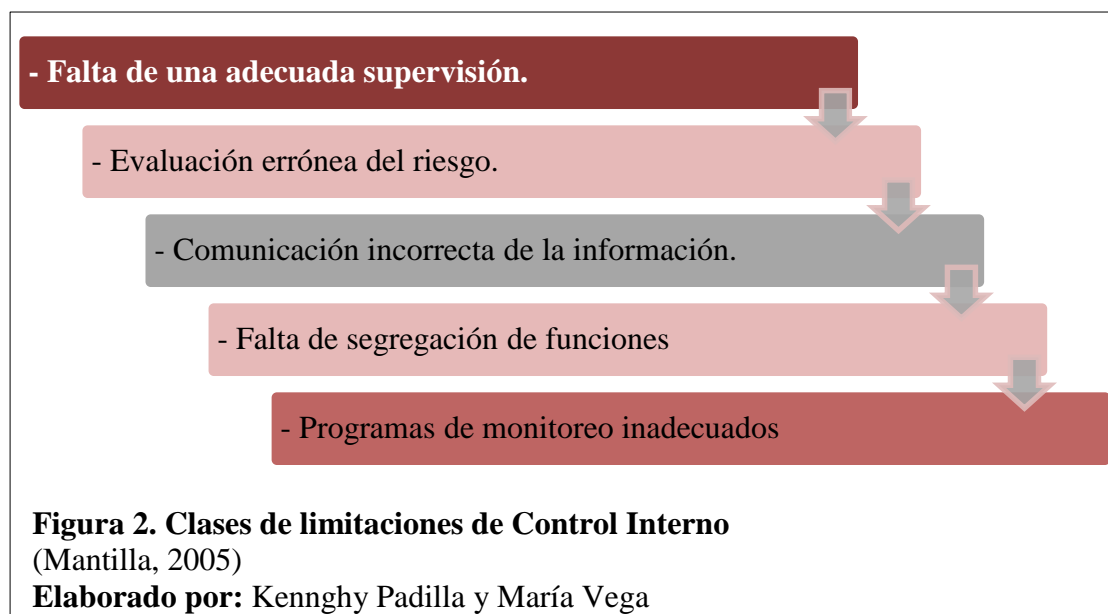 - Falta de una adecuada supervisión.
- Evaluación errónea del riesgo.
- Comunicación incorrecta de la información.
- Falta de segregación de funciones
- Programas de monitoreo inadecuados
Figura 2. Clases de limitaciones de Control Interno
(Mantilla, 2005)
Elaborado por: Kennghy Padilla y María Vega